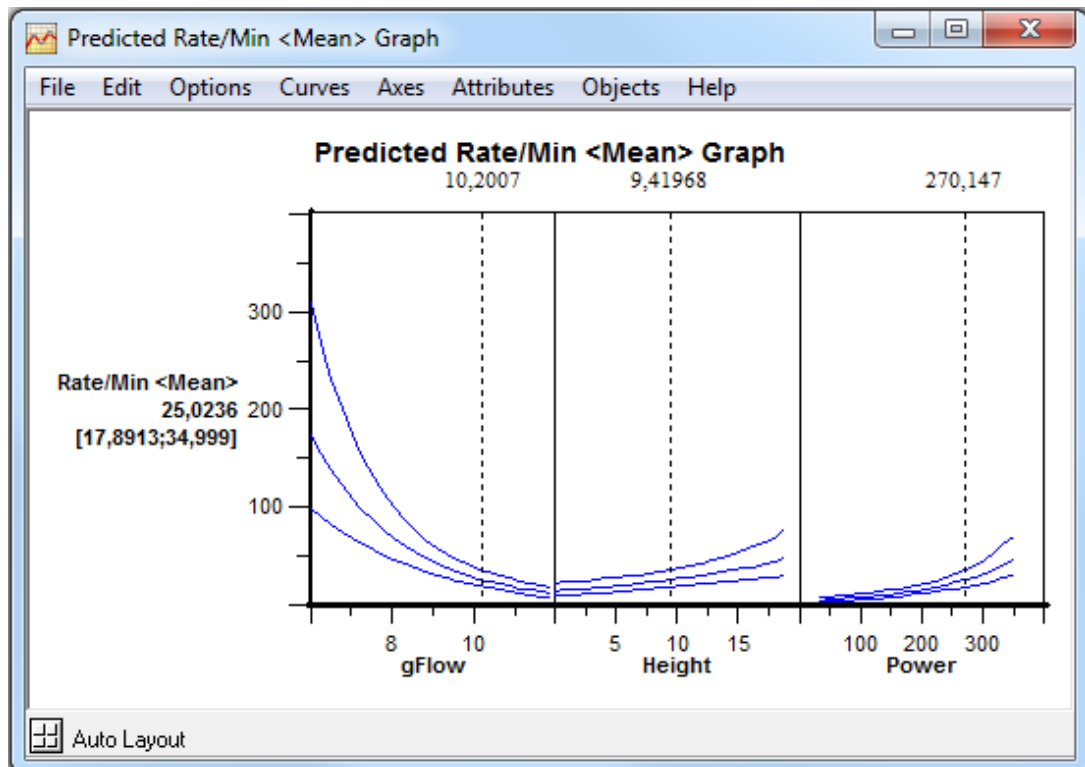 Predicted Rate/Min <Mean> Graph
File Edit Options Curves Axes Attributes Objects Help
Predicted Rate/Min <Mean> Graph
10,2007 9,41968 270,147
300
Rate/Min <Mean>
25,0236 200
[17,8913;34,999]
100
8 10 5 10 15 100 200 300
gFlow Height Power
Auto Layout